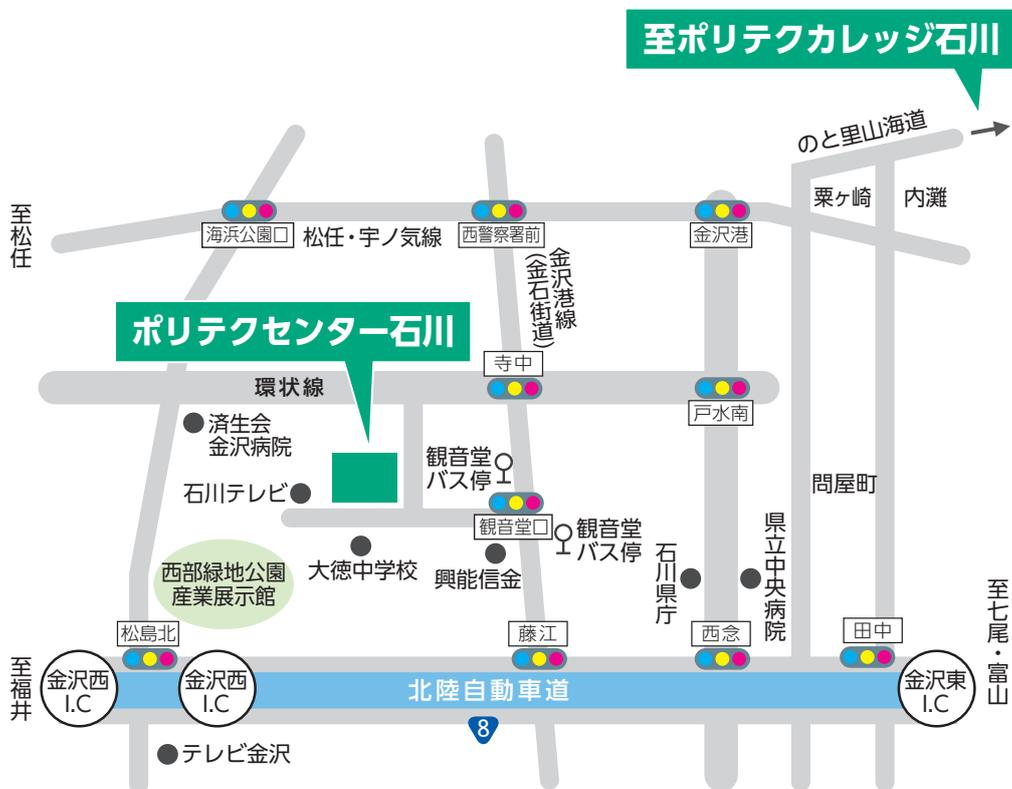 至ポリテクカレッジ石川
のと里山海道
粟ヶ崎
内灘
至松任
海浜公園口
松任・宇ノ気線
西警察署前
金沢港
金沢港線
(金石街道)
ポリテクセンター石川
寺中
環状線
戸水南
済生会
金沢病院
観音堂
バス停
問屋町
石川テレビ
観音堂口
観音堂
バス停
石川県庁
県立中央病院
大徳中学校
興能信金
西部緑地公園
産業展示館
至七尾・富山
松島北
藤江
西念
田中
至福井
金沢西
I.C
金沢西
I.C
北陸自動車道
金沢東
I.C
8
テレビ金沢